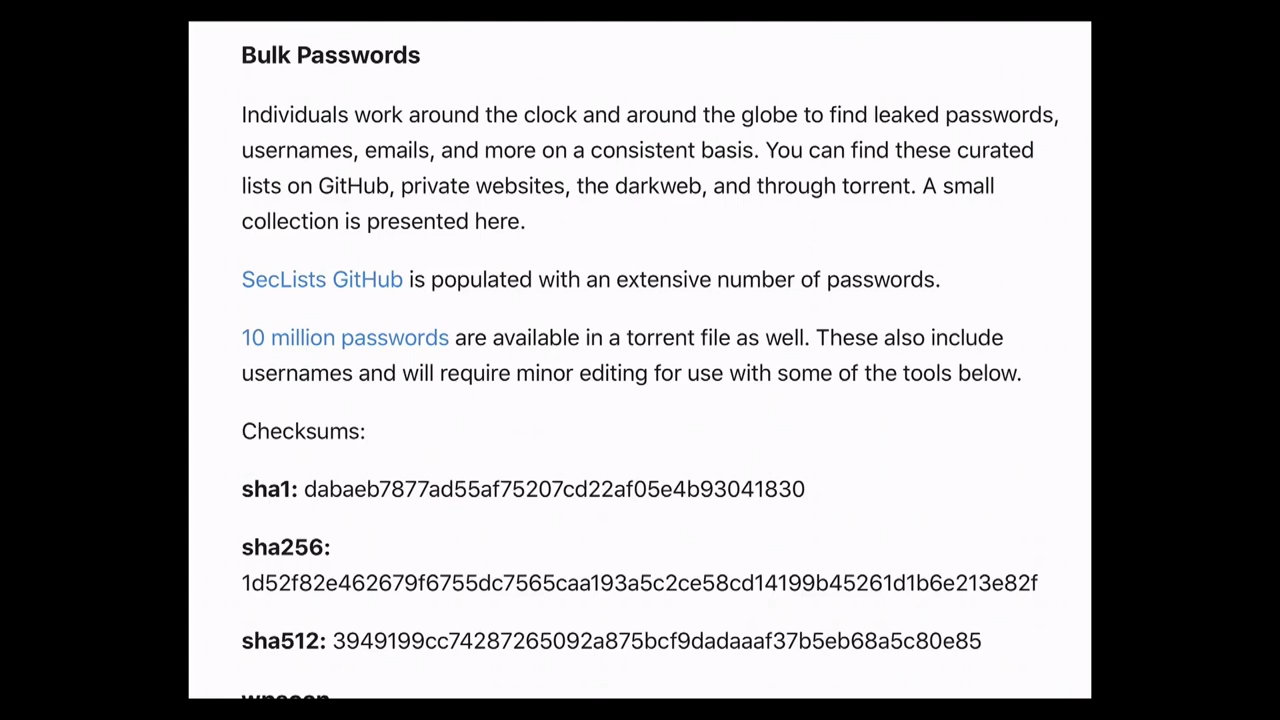 Bulk Passwords
Individuals work around the clock and around the globe to find leaked passwords,
usernames, emails, and more on a consistent basis. You can find these curated
lists on GitHub, private websites, the darkweb, and through torrent. A small
collection is presented here.
SecLists GitHub is populated with an extensive number of passwords.
10 million passwords are available in a torrent file as well. These also include
usernames and will require minor editing for use with some of the tools below.
Checksums:
sha1: dabaeb7877ad55af75207cd22af05e4b93041830
sha256:
1d52f82e462679f6755dc7565caa193a5c2ce58cd14199b45261d1b6e213e82f
sha512: 3949199cc74287265092a875bcf9dadaaaf37b5eb68a5c80e85